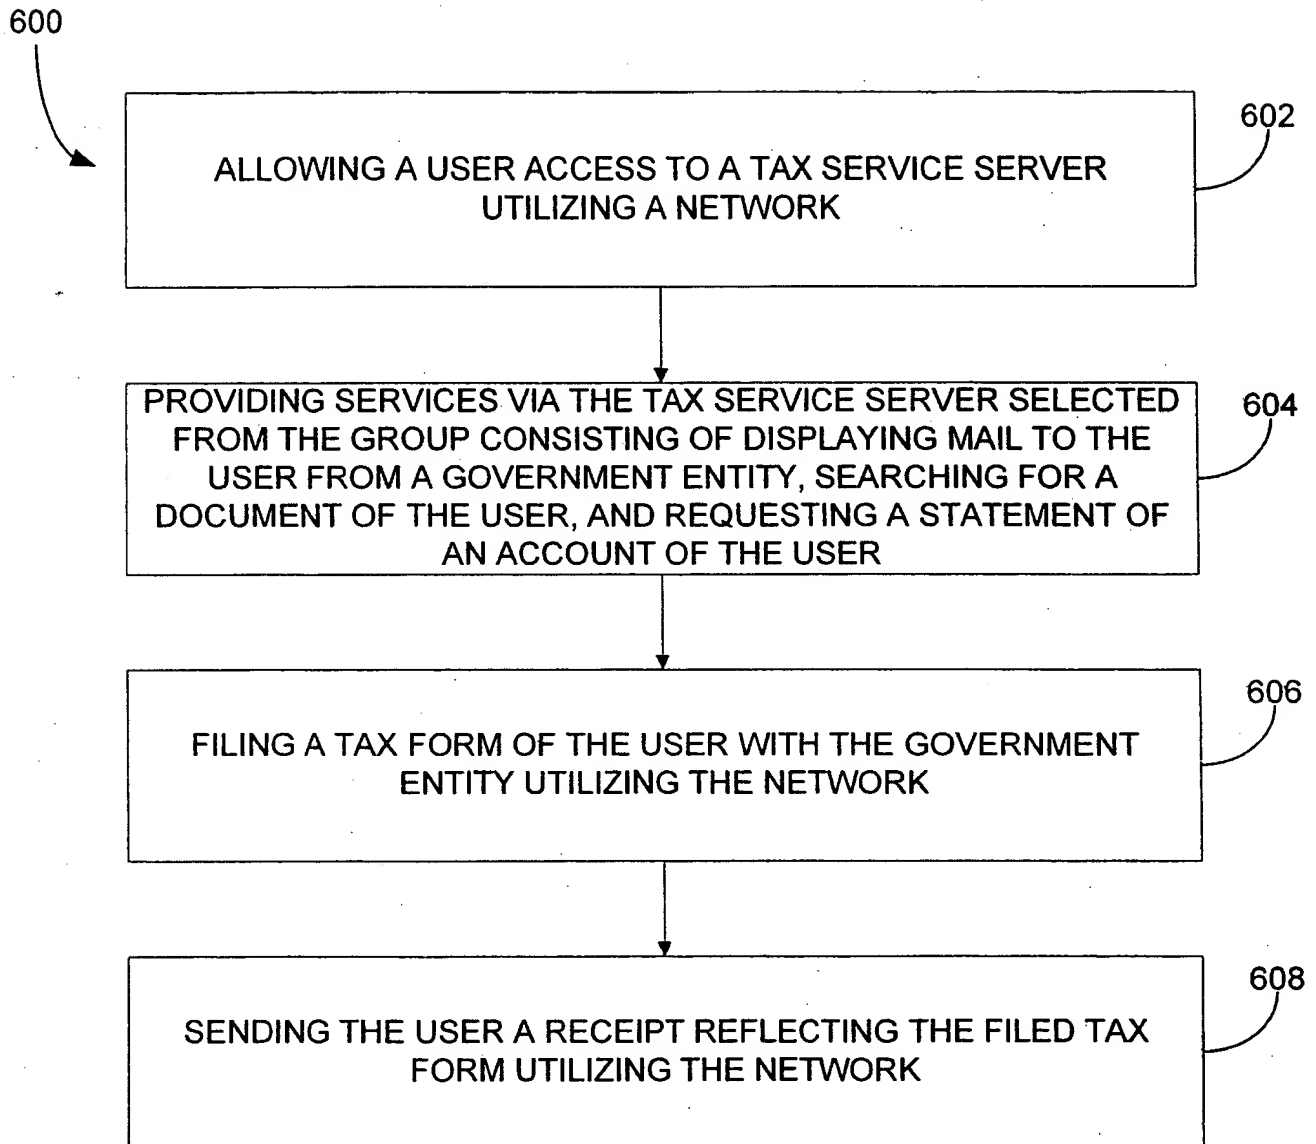 600
602
ALLOWING A USER ACCESS TO A TAX SERVICE SERVER
UTILIZING A NETWORK
604
PROVIDING SERVICES VIA THE TAX SERVICE SERVER SELECTED
FROM THE GROUP CONSISTING OF DISPLAYING MAIL TO THE
USER FROM A GOVERNMENT ENTITY, SEARCHING FOR A
DOCUMENT OF THE USER, AND REQUESTING A STATEMENT OF
AN ACCOUNT OF THE USER
606
FILING A TAX FORM OF THE USER WITH THE GOVERNMENT
ENTITY UTILIZING THE NETWORK
608
SENDING THE USER A RECEIPT REFLECTING THE FILED TAX
FORM UTILIZING THE NETWORK